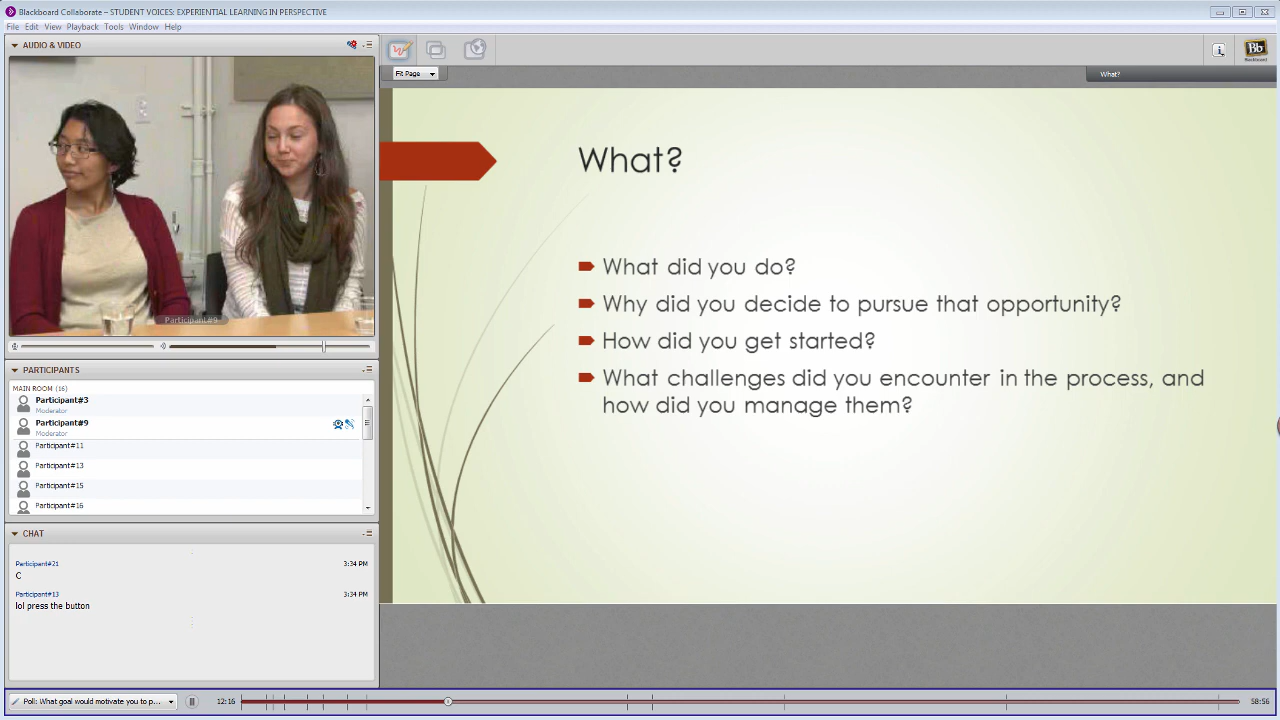 Blackboard Collaborate – STUDENT VOICES: EXPERIENTIAL LEARNING IN PERSPECTIVE
File Edit View Playback Tools Window Help
AUDIO & VIDEO
Participant#9
PARTICIPANTS
MAIN ROOM (16)
Participant#3
Moderator
Participant#9
Moderator
Participant#11
Participant#13
Participant#15
Participant#16
CHAT
Participant#21 3:34 PM
C
Participant#13 3:34 PM
lol press the button
Fit Page
What?
Bb
Blackboard
What?
What did you do?
Why did you decide to pursue that opportunity?
How did you get started?
What challenges did you encounter in the process, and
how did you manage them?
Poll: What goal would motivate you to p... 12:16 58:56